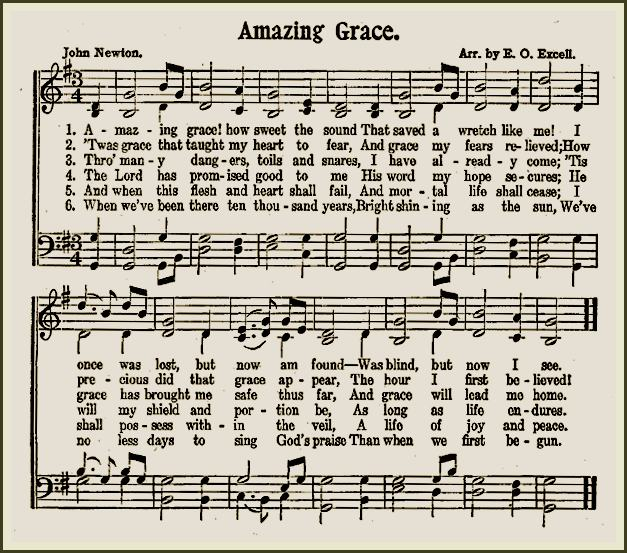 Amazing Grace.
John Newton. Arr. by E. O. Excell.
1. A - maz - ing grace! how sweet the sound That saved a wretch like me! I
2. 'Twas grace that taught my heart to fear, And grace my fears re-lieved; How
3. Thro' man-y dang-ers, toils and snares, I have al-read-y come; 'Tis
4. The Lord has prom-ised good to me His word my hope se-cures; He
5. And when this flesh and heart shall fail, And mor-tal life shall cease; I
6. When we've been there ten thou-sand years, Bright shin-ing as the sun, We've
once was lost, but now am found—Was blind, but now I see.
pre-cious did that grace ap-pear, The hour I first be-lieved!
grace has brought me safe thus far, And grace will lead me home.
will my shield and por-tion be, As long as life en-dures.
shall pos-sess with-in the veil, A life of joy and peace.
no less days to sing God's praise Than when we first be-gun.